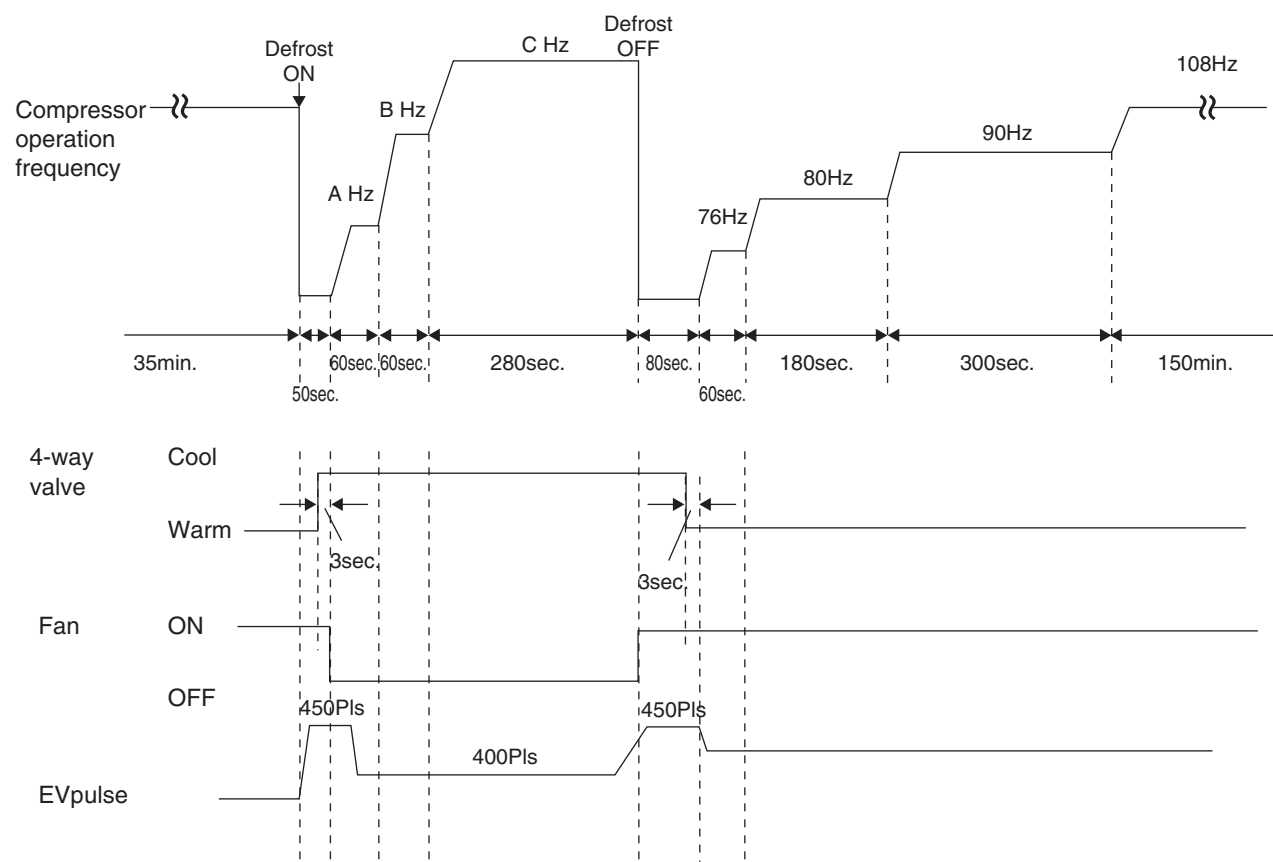 Defrost
ON
C Hz
Defrost
OFF
108Hz
Compressor
operation
frequency
B Hz
90Hz
A Hz
80Hz
76Hz
35min.
50sec.
60sec.
60sec.
280sec.
80sec.
60sec.
180sec.
300sec.
150min.
4-way
valve
Cool
Warm
3sec.
3sec.
Fan
ON
OFF
450Pls
450Pls
400Pls
EVpulse